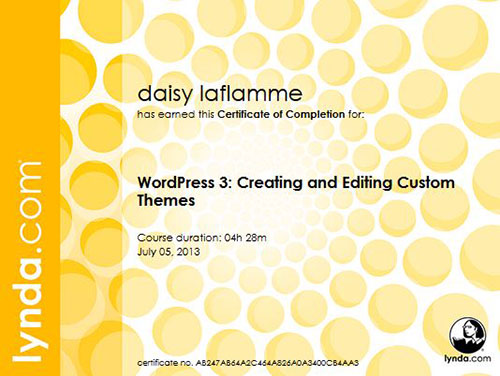 lynda.com
daisy laflamme
has earned this Certificate of Completion for:
WordPress 3: Creating and Editing Custom
Themes
Course duration: 04h 28m
July 05, 2013
lynda.com
certificate no. AB247AB64A2C464AS26A0A3400CB4AA3